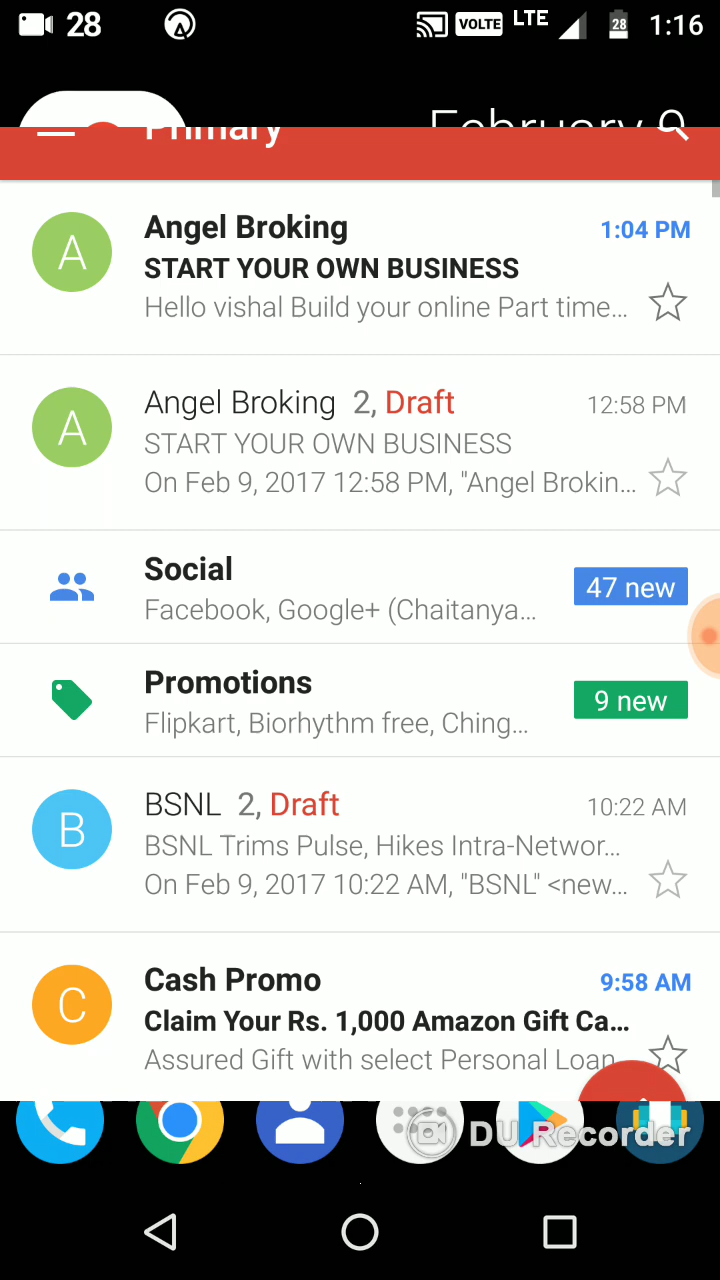 28 VOLTE LTE 28 1:16
Primary February
A Angel Broking 1:04 PM
START YOUR OWN BUSINESS
Hello vishal Build your online Part time...
A Angel Broking 2, Draft 12:58 PM
START YOUR OWN BUSINESS
On Feb 9, 2017 12:58 PM, "Angel Brokin...
Social 47 new
Facebook, Google+ (Chaitanya...
Promotions 9 new
Flipkart, Biorhythm free, Ching...
B BSNL 2, Draft 10:22 AM
BSNL Trims Pulse, Hikes Intra-Networ...
On Feb 9, 2017 10:22 AM, "BSNL" <new...
C Cash Promo 9:58 AM
Claim Your Rs. 1,000 Amazon Gift Ca...
Assured Gift with select Personal Loan
DU Recorder